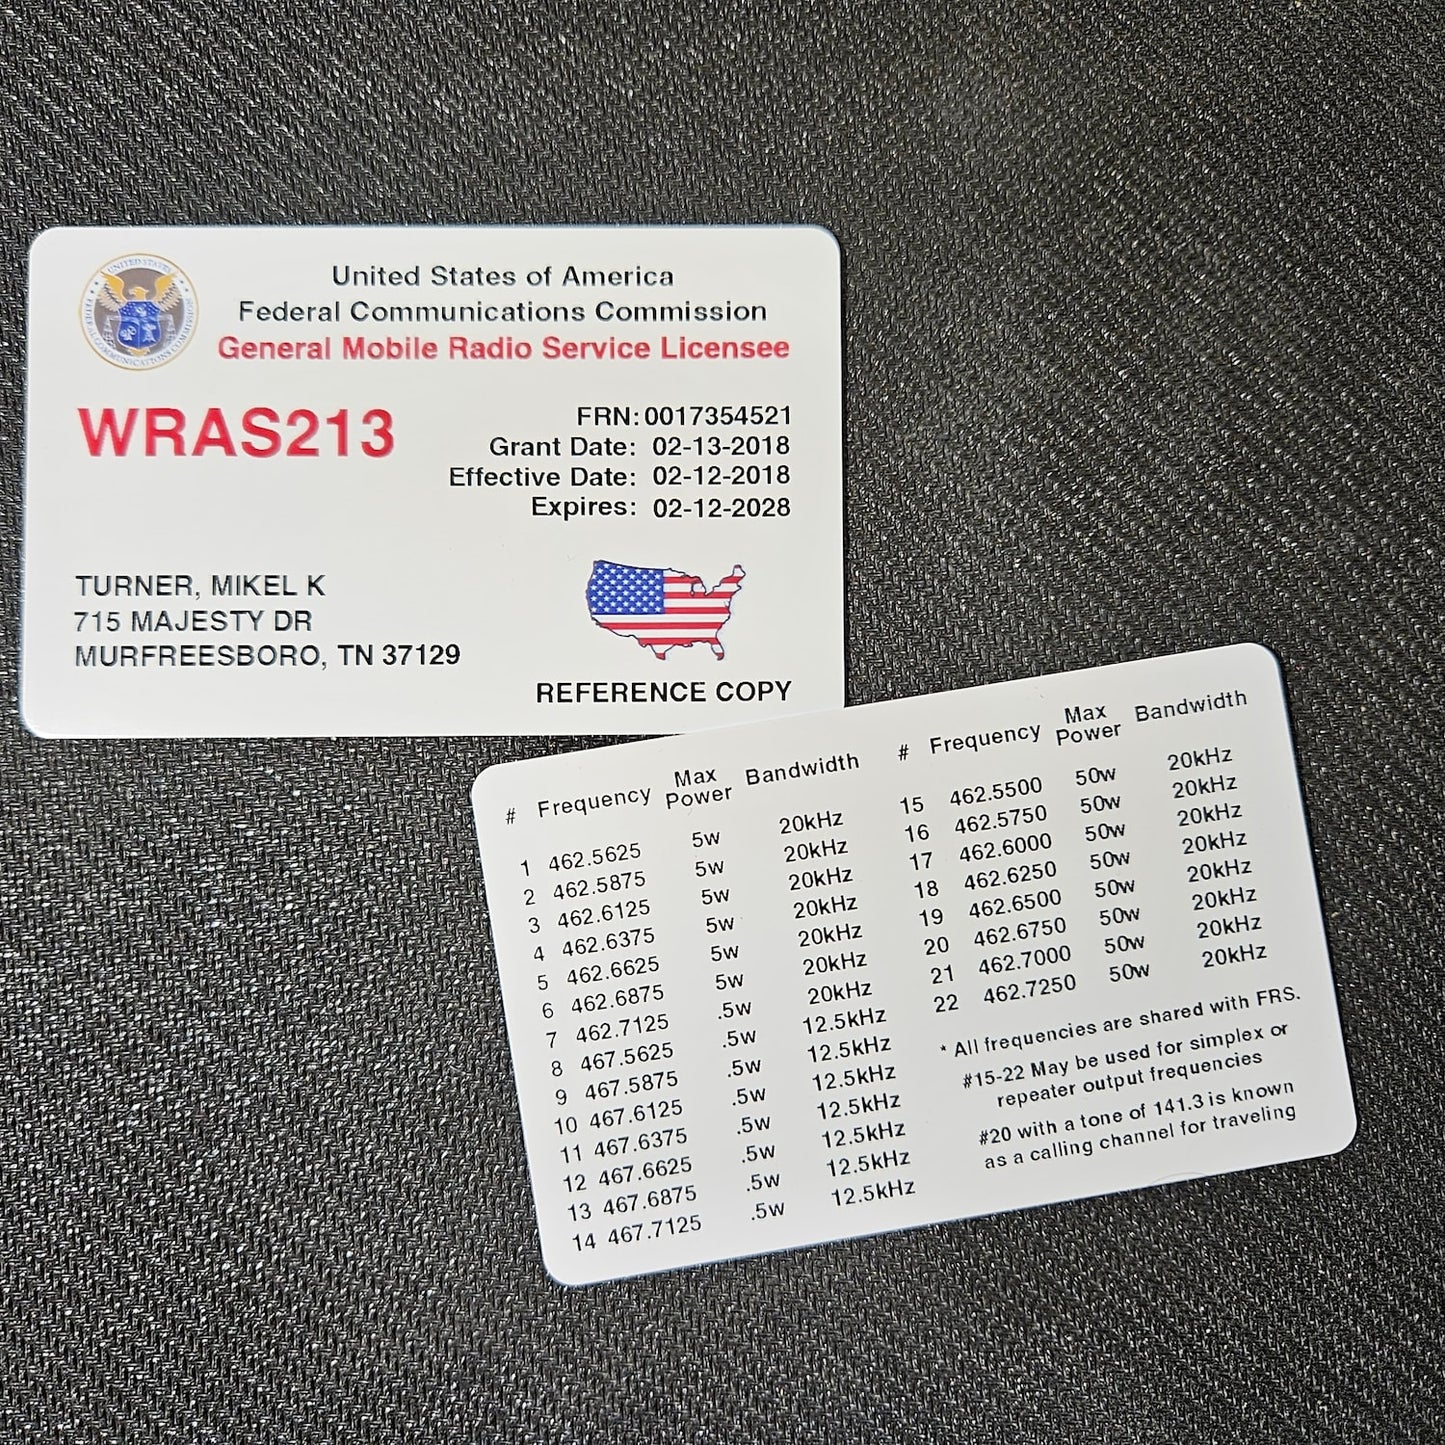 UNITED STATES
FEDERAL COMMUNICATIONS COMMISSION
United States of America
Federal Communications Commission
General Mobile Radio Service Licensee
WRAS213
FRN: 0017354521
Grant Date: 02-13-2018
Effective Date: 02-12-2018
Expires: 02-12-2028
TURNER, MIKEL K
715 MAJESTY DR
MURFREESBORO, TN 37129
REFERENCE COPY
# Frequency Max Power Bandwidth
1 462.5625 5w 20kHz
2 462.5875 5w 20kHz
3 462.6125 5w 20kHz
4 462.6375 5w 20kHz
5 462.6625 5w 20kHz
6 462.6875 5w 20kHz
7 462.7125 .5w 20kHz
8 467.5625 .5w 12.5kHz
9 467.5875 .5w 12.5kHz
10 467.6125 .5w 12.5kHz
11 467.6375 .5w 12.5kHz
12 467.6625 .5w 12.5kHz
13 467.6875 .5w 12.5kHz
14 467.7125 .5w 12.5kHz
# Frequency Max Power Bandwidth
15 462.5500 50w 20kHz
16 462.5750 50w 20kHz
17 462.6000 50w 20kHz
18 462.6250 50w 20kHz
19 462.6500 50w 20kHz
20 462.6750 50w 20kHz
21 462.7000 50w 20kHz
22 462.7250 50w 20kHz
* All frequencies are shared with FRS.
#15-22 May be used for simplex or
repeater output frequencies
#20 with a tone of 141.3 is known
as a calling channel for traveling